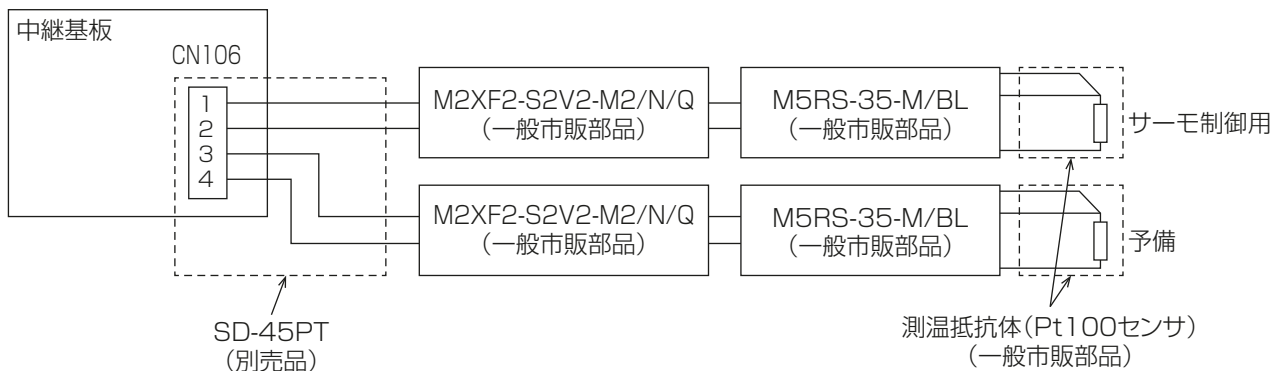 中継基板
CN106
1
2
3
4
M2XF2-S2V2-M2/N/Q
（一般市販部品）
M5RS-35-M/BL
（一般市販部品）
サーモ制御用
M2XF2-S2V2-M2/N/Q
（一般市販部品）
M5RS-35-M/BL
（一般市販部品）
予備
SD-45PT
（別売品）
測温抵抗体（Pt100センサ）
（一般市販部品）